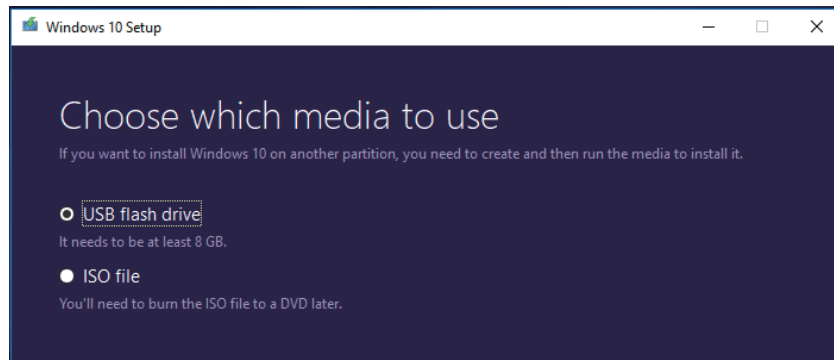 Windows 10 Setup
Choose which media to use
If you want to install Windows 10 on another partition, you need to create and then run the media to install it.
USB flash drive
It needs to be at least 8 GB.
ISO file
You'll need to burn the ISO file to a DVD later.